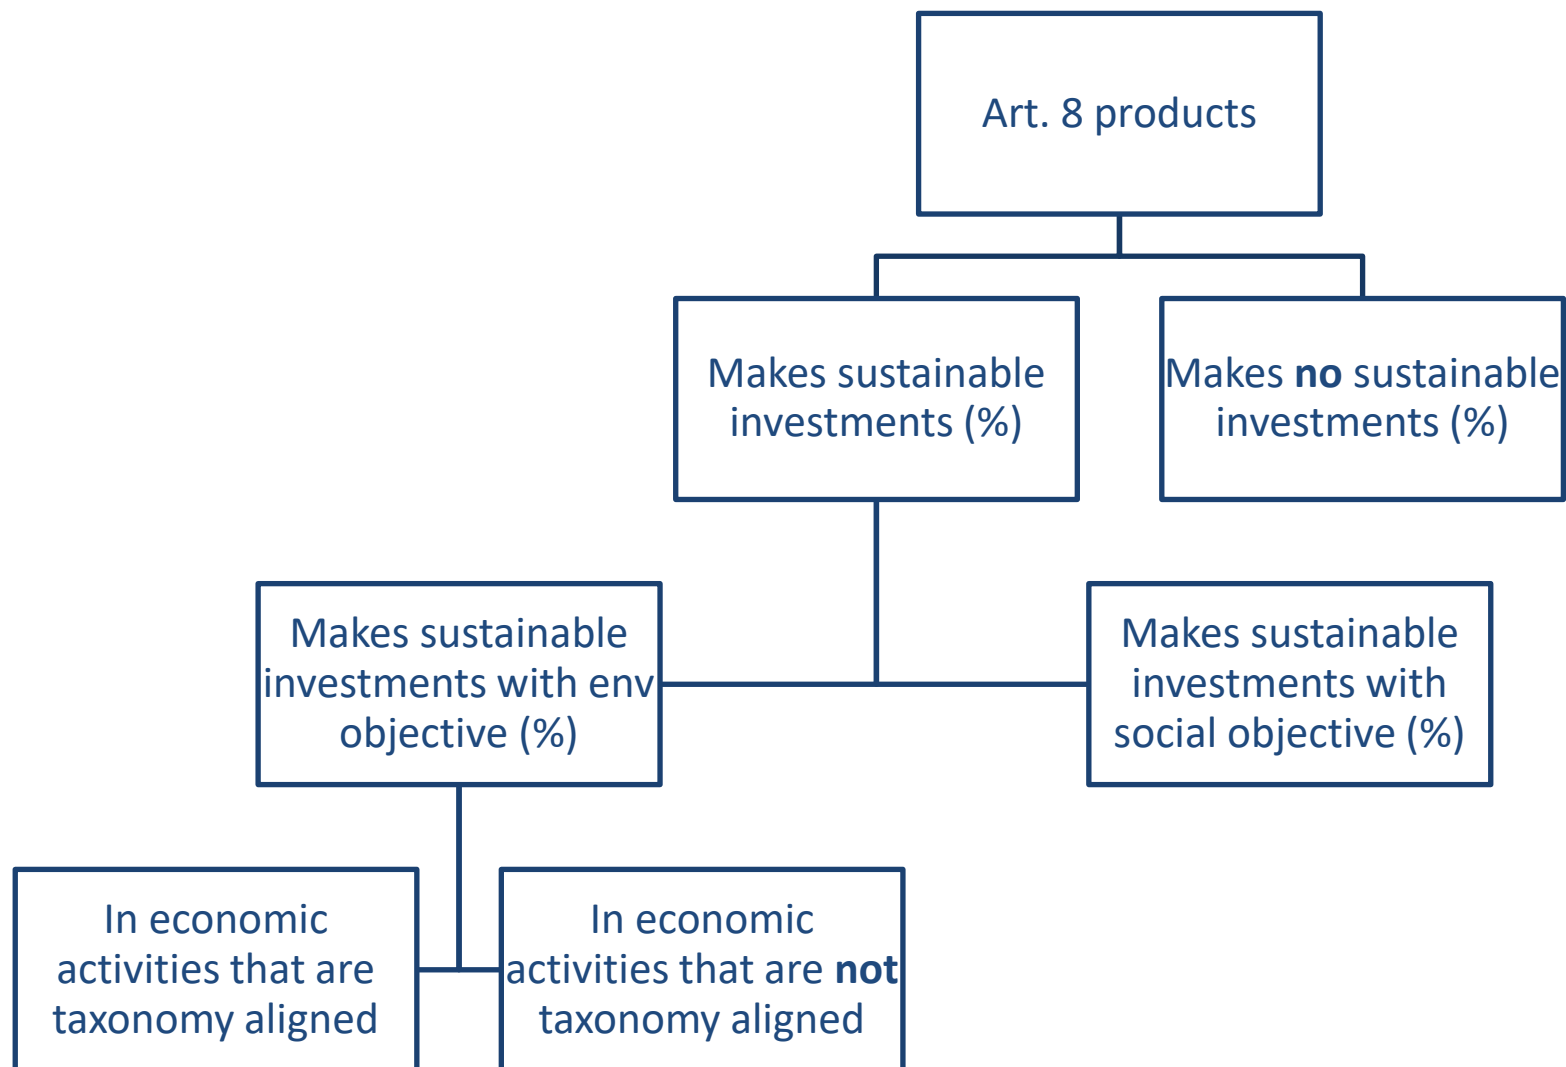 Art. 8 products
Makes sustainable
investments (%)
Makes no sustainable
investments (%)
Makes sustainable
investments with env
objective (%)
Makes sustainable
investments with
social objective (%)
In economic
activities that are
taxonomy aligned
In economic
activities that are not
taxonomy aligned